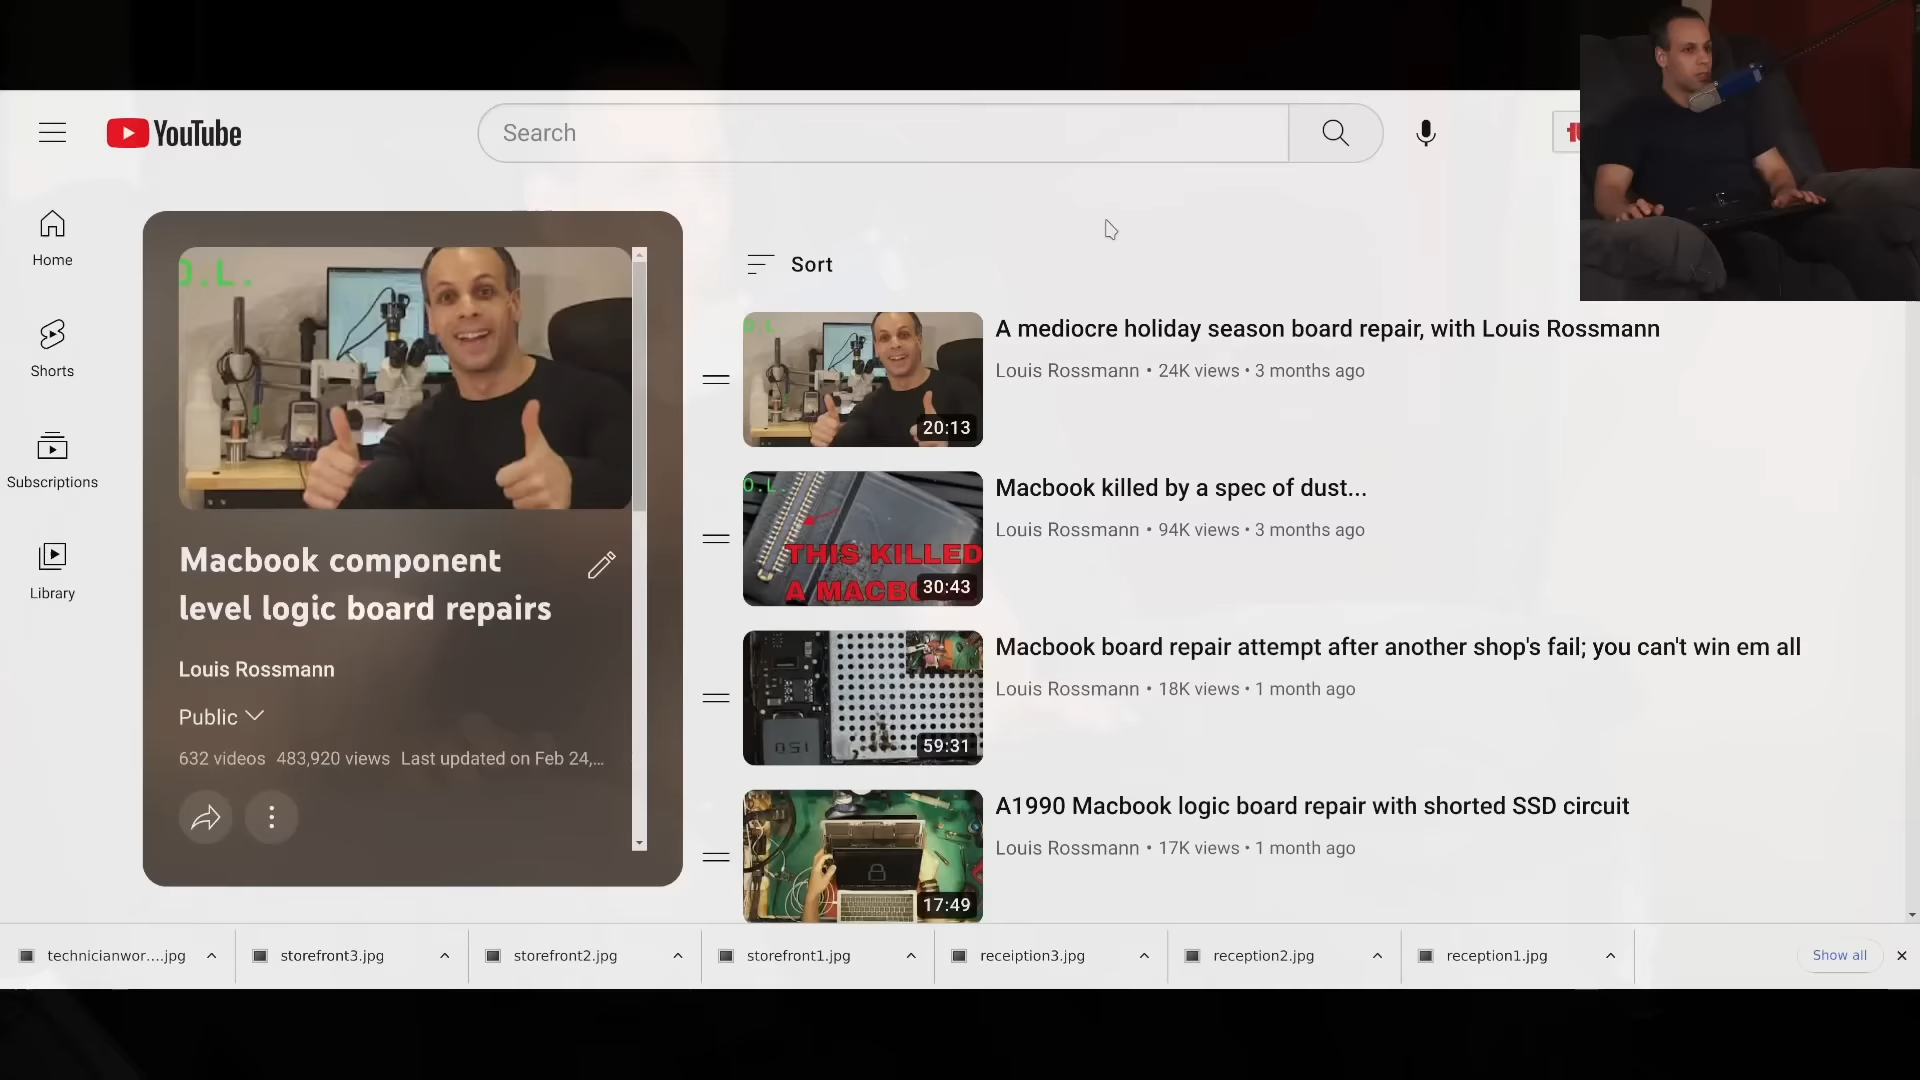 YouTube
Search
Home
Shorts
Subscriptions
Library
O.L.
Macbook component
level logic board repairs
Louis Rossmann
Public
632 videos 483,920 views Last updated on Feb 24,...
Sort
O.L
20:13
A mediocre holiday season board repair, with Louis Rossmann
Louis Rossmann • 24K views • 3 months ago
O.L.
THIS KILLED
A MACBO
30:43
Macbook killed by a spec of dust...
Louis Rossmann • 94K views • 3 months ago
59:31
Macbook board repair attempt after another shop's fail; you can't win em all
Louis Rossmann • 18K views • 1 month ago
17:49
A1990 Macbook logic board repair with shorted SSD circuit
Louis Rossmann • 17K views • 1 month ago
technicianwor....jpg
storefront3.jpg
storefront2.jpg
storefront1.jpg
receiption3.jpg
reception2.jpg
reception1.jpg
Show all